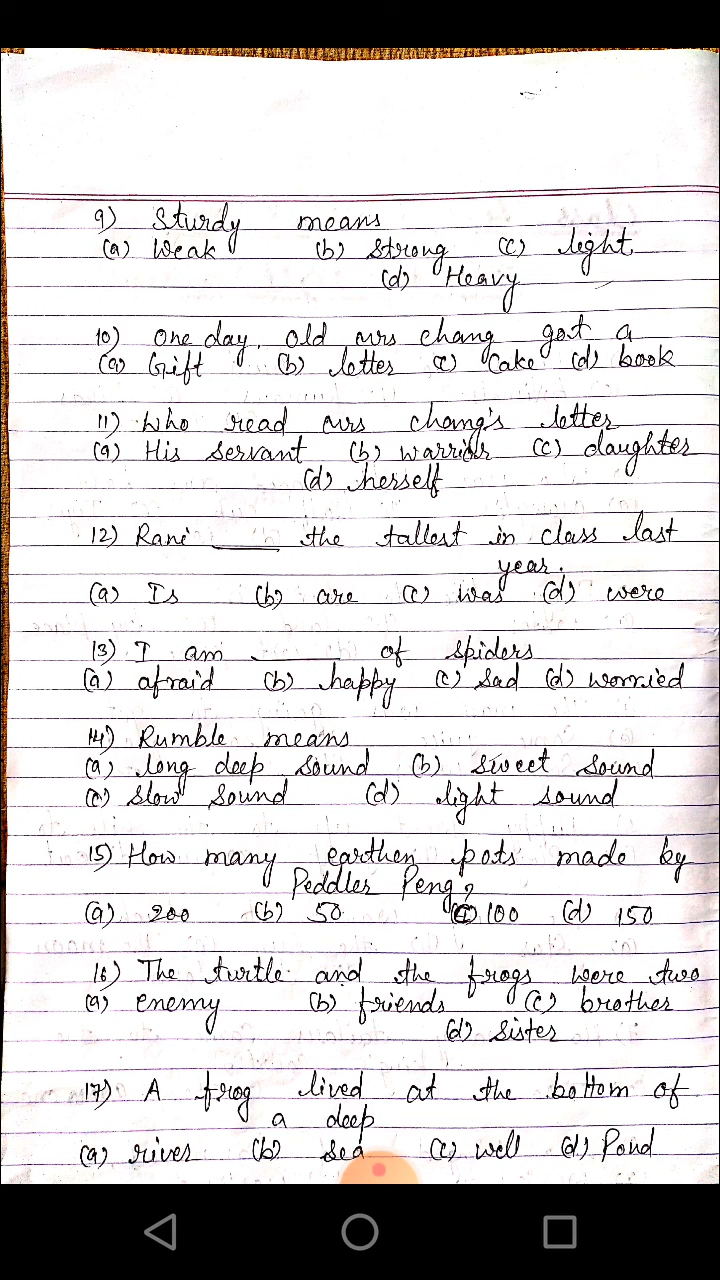 9) Sturdy means
(a) Weak (b) Strong (c) light
(d) Heavy
10) One day, old mrs chang got a
(a) Gift (b) letter (c) Cake (d) book
11) Who read mrs chang's letter
(a) His servant (b) warrior (c) daughter
(d) herself
12) Rani ____ the tallest in class last
year.
(a) Is (b) are (c) was (d) were
13) I am ____ of spiders
(a) afraid (b) happy (c) sad (d) worried
14) Rumble means
(a) long deep sound (b) sweet sound
(c) slow sound (d) light sound
15) How many earthen pots made by
Peddler Peng?
(a) 200 (b) 50 (c) 100 (d) 150
16) The turtle and the frogs were two
(a) enemy (b) friends (c) brother
(d) sister
17) A frog lived at the bottom of
a deep
(a) river (b) sea (c) well (d) Pond